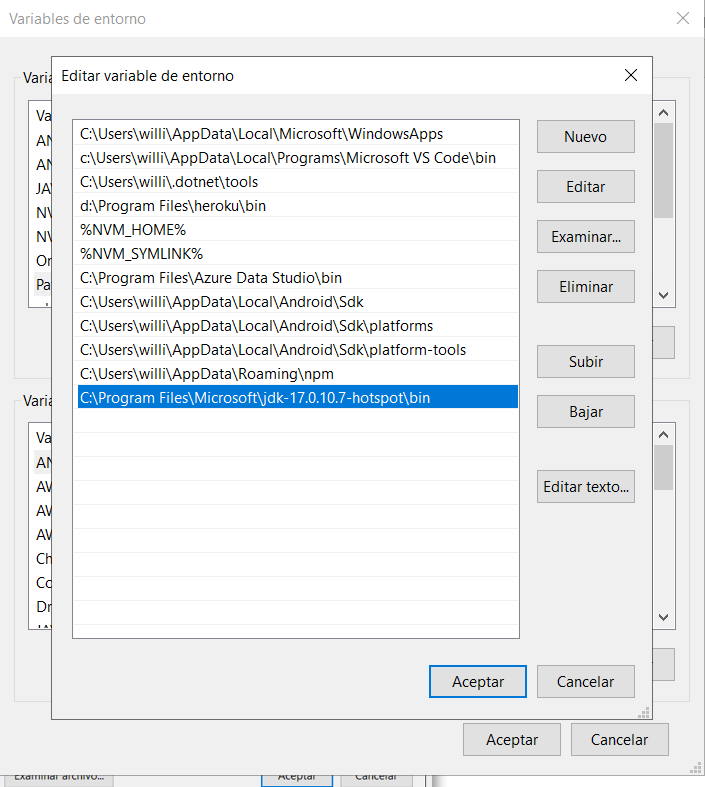 Variables de entorno
Editar variable de entorno
C:\Users\willi\AppData\Local\Microsoft\WindowsApps
c:\Users\willi\AppData\Local\Programs\Microsoft VS Code\bin
C:\Users\willi\.dotnet\tools
d:\Program Files\heroku\bin
%NVM_HOME%
%NVM_SYMLINK%
C:\Program Files\Azure Data Studio\bin
C:\Users\willi\AppData\Local\Android\Sdk
C:\Users\willi\AppData\Local\Android\Sdk\platforms
C:\Users\willi\AppData\Local\Android\Sdk\platform-tools
C:\Users\willi\AppData\Roaming\npm
C:\Program Files\Microsoft\jdk-17.0.10.7-hotspot\bin
Nuevo
Editar
Examinar...
Eliminar
Subir
Bajar
Editar texto...
Aceptar
Cancelar
Varia
Va
AN
AN
JA
NV
NV
On
Pa
Varia
Va
AN
AV
AV
AV
Ch
Co
Dr
Aceptar
Cancelar
Examinar archivo...
Aceptar
Cancelar